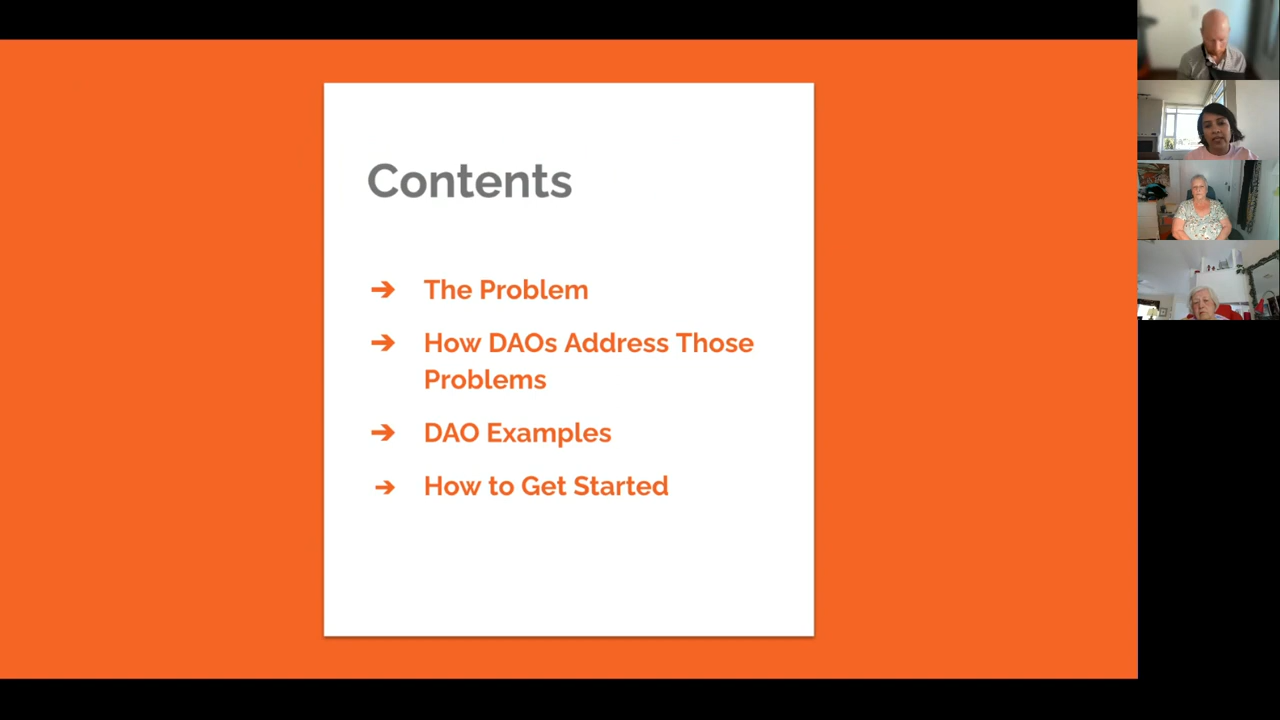 Contents
➔ The Problem
➔ How DAOs Address Those
Problems
➔ DAO Examples
➔ How to Get Started